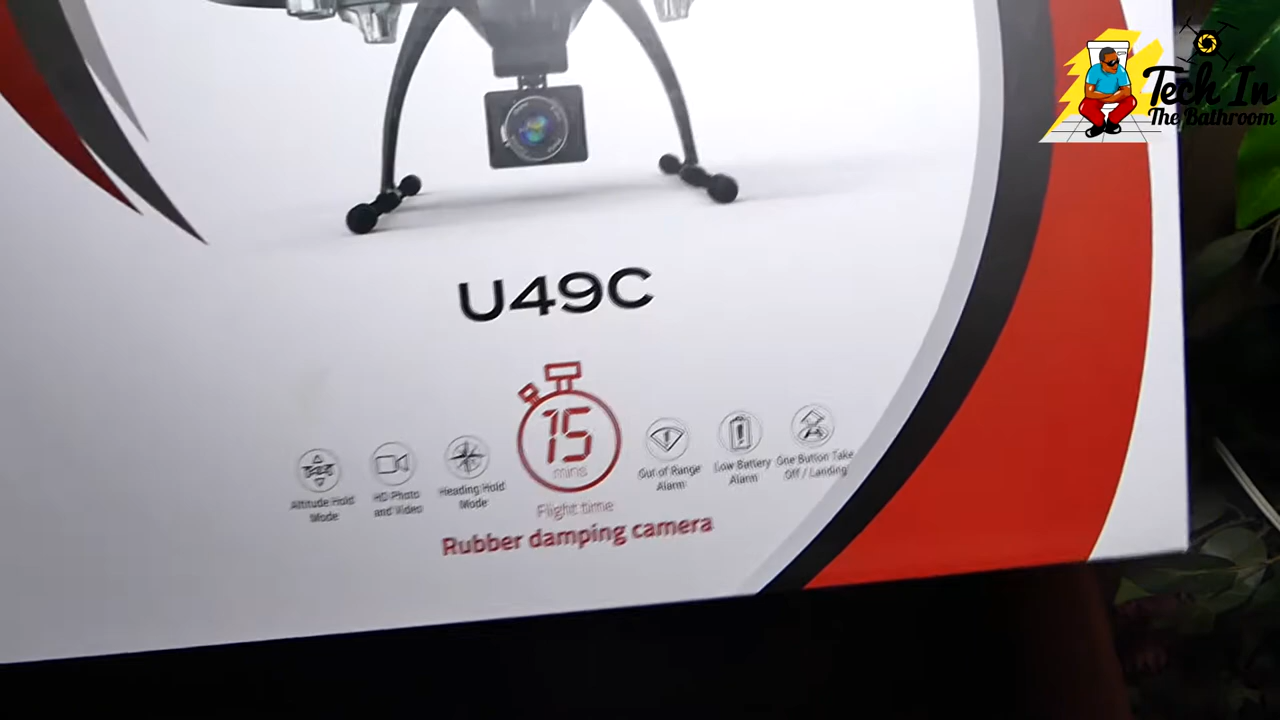 Tech In
The Bathroom
U49C
15
mins
Altitude Hold
Mode
HD Photo
and Video
Heading Hold
Mode
Flight time
Out of Range
Alarm
Low Battery
Alarm
One Button Take
Off / Landing
Rubber damping camera